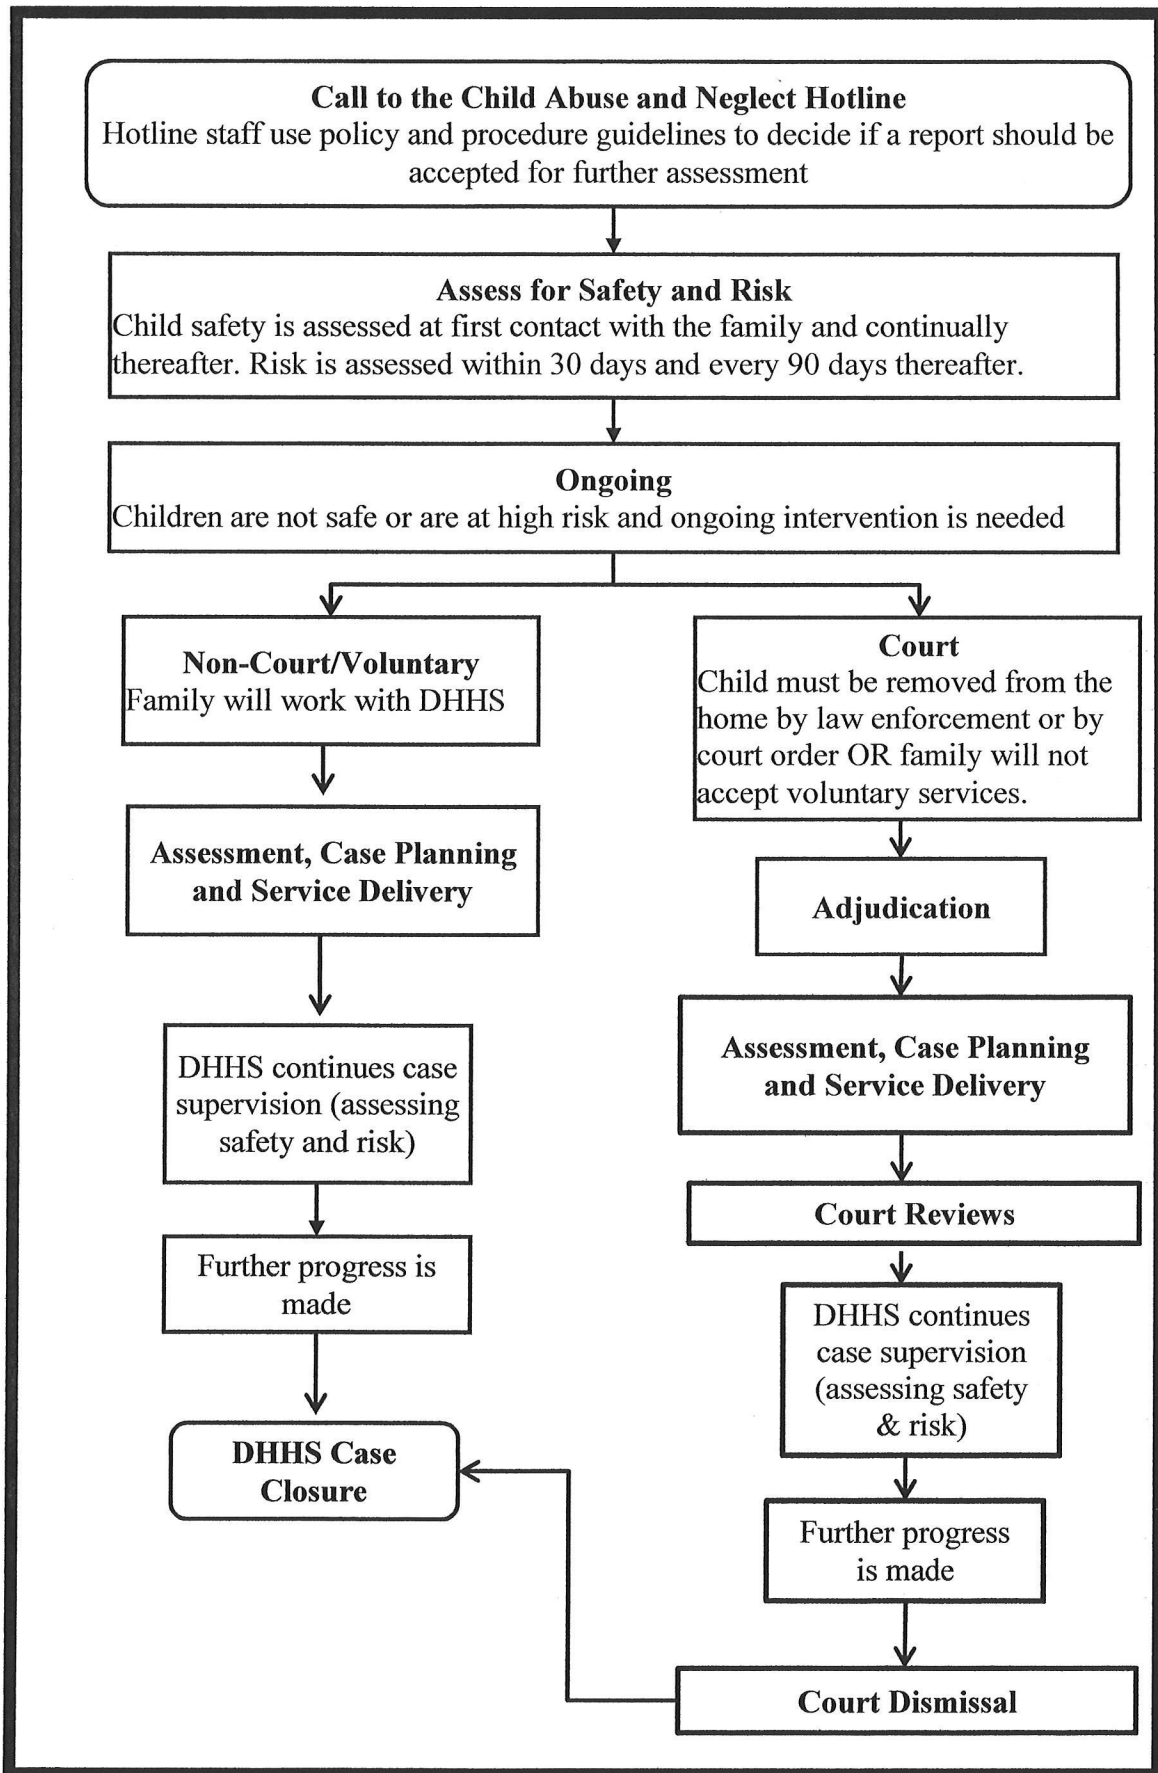 Call to the Child Abuse and Neglect Hotline
Hotline staff use policy and procedure guidelines to decide if a report should be
accepted for further assessment
Assess for Safety and Risk
Child safety is assessed at first contact with the family and continually
thereafter. Risk is assessed within 30 days and every 90 days thereafter.
Ongoing
Children are not safe or are at high risk and ongoing intervention is needed
Non-Court/Voluntary
Family will work with DHHS
Assessment, Case Planning
and Service Delivery
DHHS continues case
supervision (assessing
safety and risk)
Further progress is
made
DHHS Case
Closure
Court
Child must be removed from the
home by law enforcement or by
court order OR family will not
accept voluntary services.
Adjudication
Assessment, Case Planning
and Service Delivery
Court Reviews
DHHS continues
case supervision
(assessing safety
& risk)
Further progress
is made
Court Dismissal